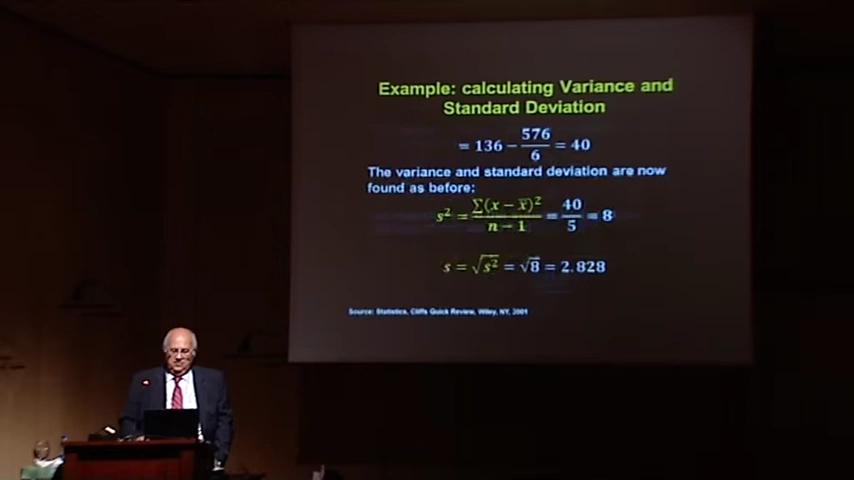 Example: calculating Variance and
Standard Deviation
= 136 − 576/6 = 40
The variance and standard deviation are now
found as before:
s² = ∑(x − x̄)² / n − 1 = 40/5 = 8
s = √s² = √8 = 2.828
Source: Statistics, Cliffs Quick Review, Wiley, NY, 2001